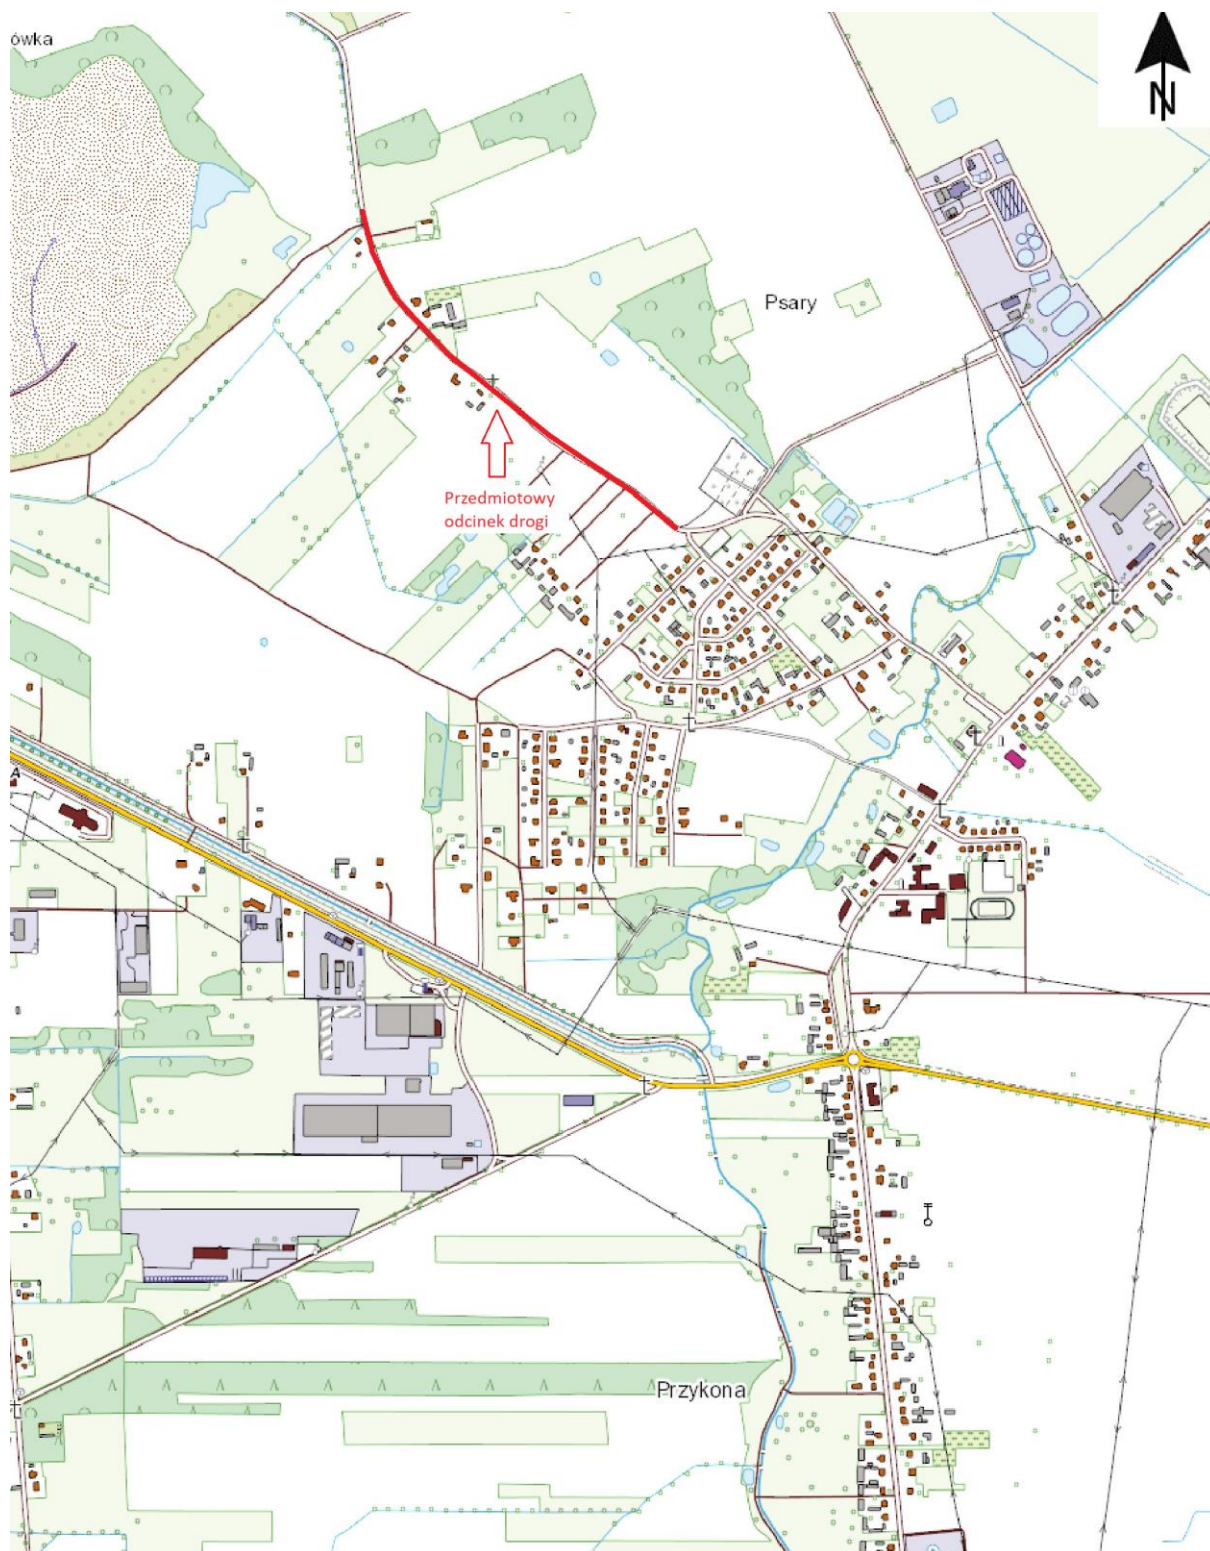 ówka
N
Psary
Przedmiotowy
odcinek drogi
A
Przykona